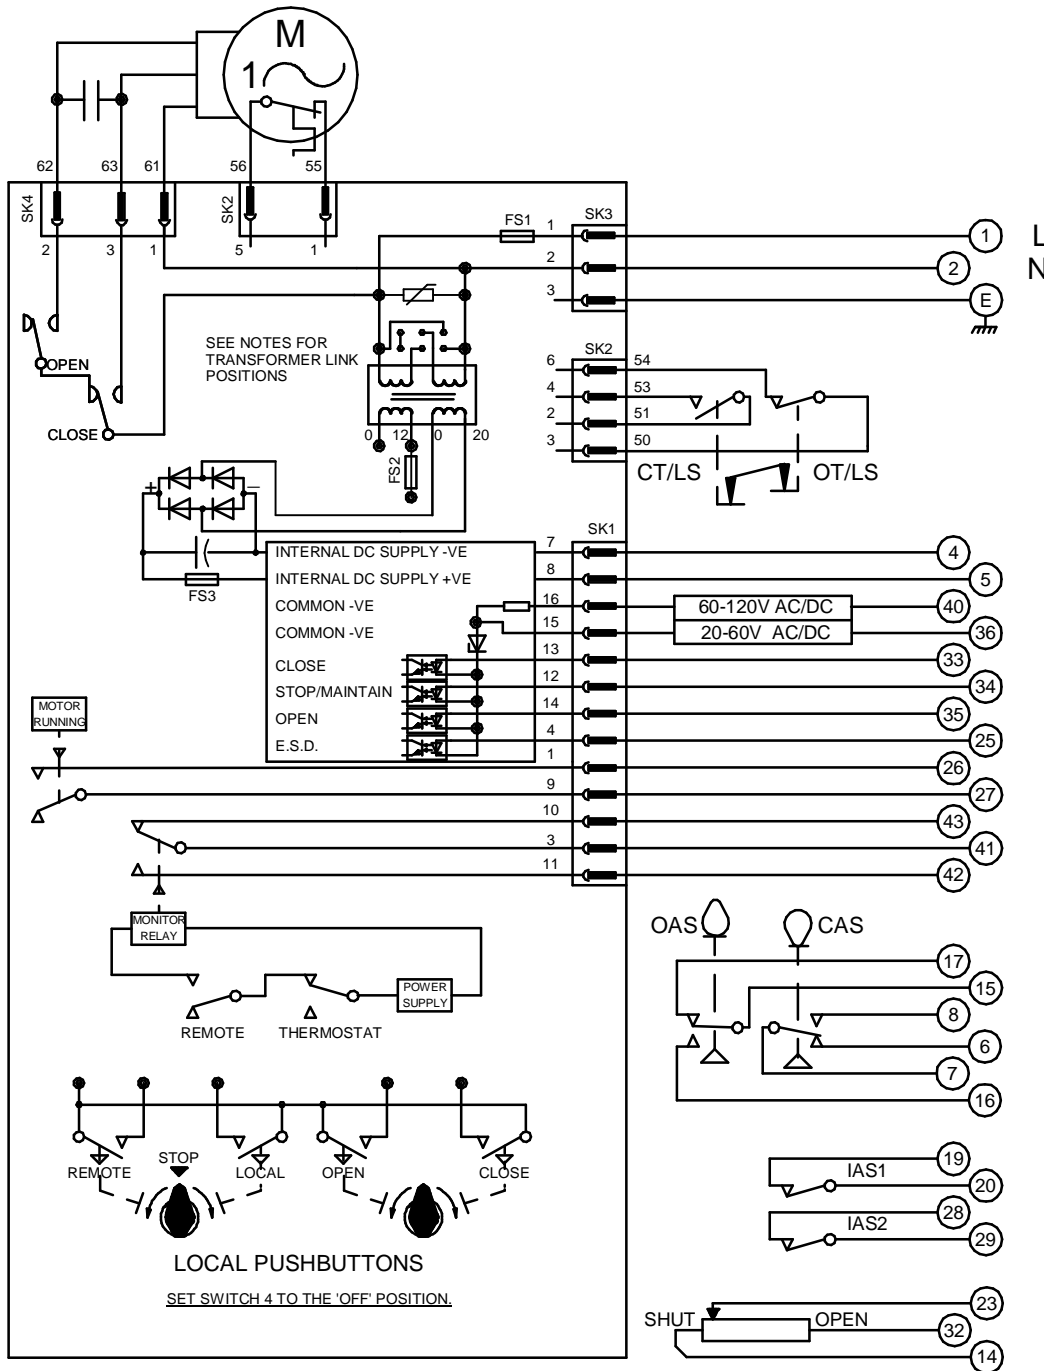 M
1
62 63 61 56 55
SK4
SK2
2 3 1 5 1
FS1
SK3
1
1
L
2
2
N
3
E
OPEN
CLOSE
SEE NOTES FOR
TRANSFORMER LINK
POSITIONS
0 12 0 20
FS2
SK2
6 54
4 53
2 51
3 50
CT/LS OT/LS
+ –
FS3
SK1
INTERNAL DC SUPPLY -VE 7 4
INTERNAL DC SUPPLY +VE 8 5
COMMON -VE 16 60-120V AC/DC 40
COMMON -VE 15 20-60V AC/DC 36
CLOSE 13 33
STOP/MAINTAIN 12 34
OPEN 14 35
E.S.D. 4 25
MOTOR
RUNNING
1 26
9 27
10 43
3 41
11 42
MONITOR
RELAY
POWER
SUPPLY
REMOTE THERMOSTAT
OAS CAS
17
15
8
6
7
16
REMOTE STOP LOCAL OPEN CLOSE
LOCAL PUSHBUTTONS
SET SWITCH 4 TO THE 'OFF' POSITION.
19
IAS1
20
28
IAS2
29
23
SHUT OPEN
32
14